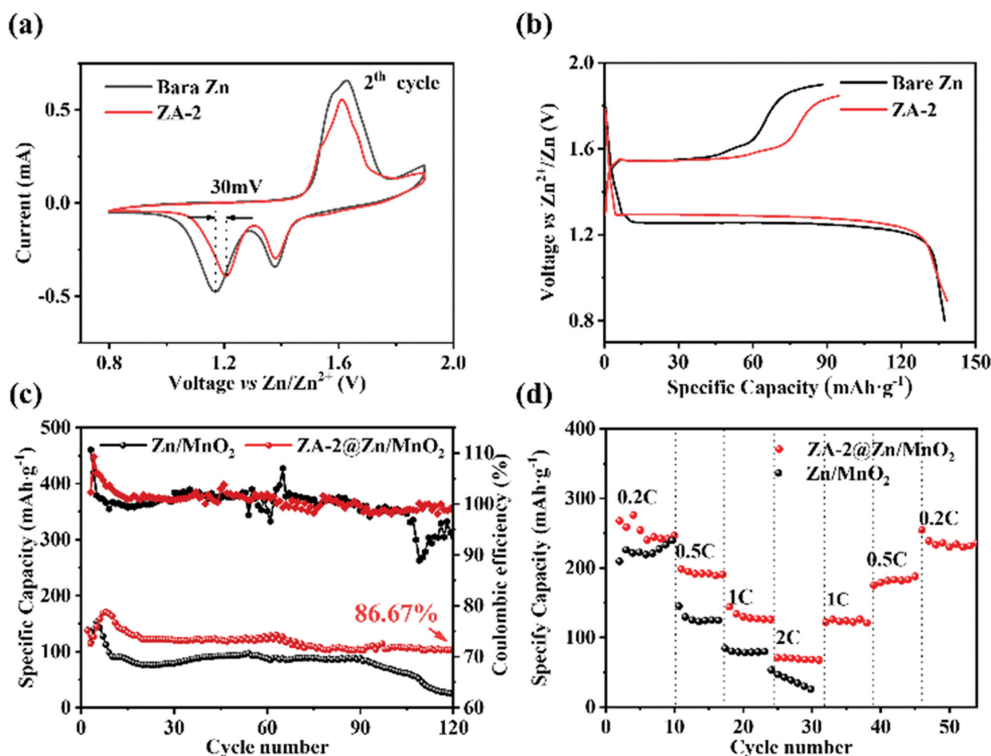 (a)
Bara Zn
ZA-2
2th cycle
30mV
Current (mA)
0.5
0.0
-0.5
0.8
1.2
1.6
2.0
Voltage vs Zn/Zn2+ (V)
(b)
Bare Zn
ZA-2
Voltage vs Zn2+/Zn (V)
2.0
1.6
1.2
0.8
0
30
60
90
120
150
Specific Capacity (mAh·g-1)
(c)
Zn/MnO2
ZA-2@Zn/MnO2
86.67%
Specific Capacity (mAh·g-1)
500
400
300
200
100
0
Coulombic efficiency (%)
110
100
90
80
70
60
0
30
60
90
120
Cycle number
(d)
ZA-2@Zn/MnO2
Zn/MnO2
0.2C
0.5C
1C
2C
1C
0.5C
0.2C
Specify Capacity (mAh·g-1)
400
300
200
100
0
0
10
20
30
40
50
Cycle number